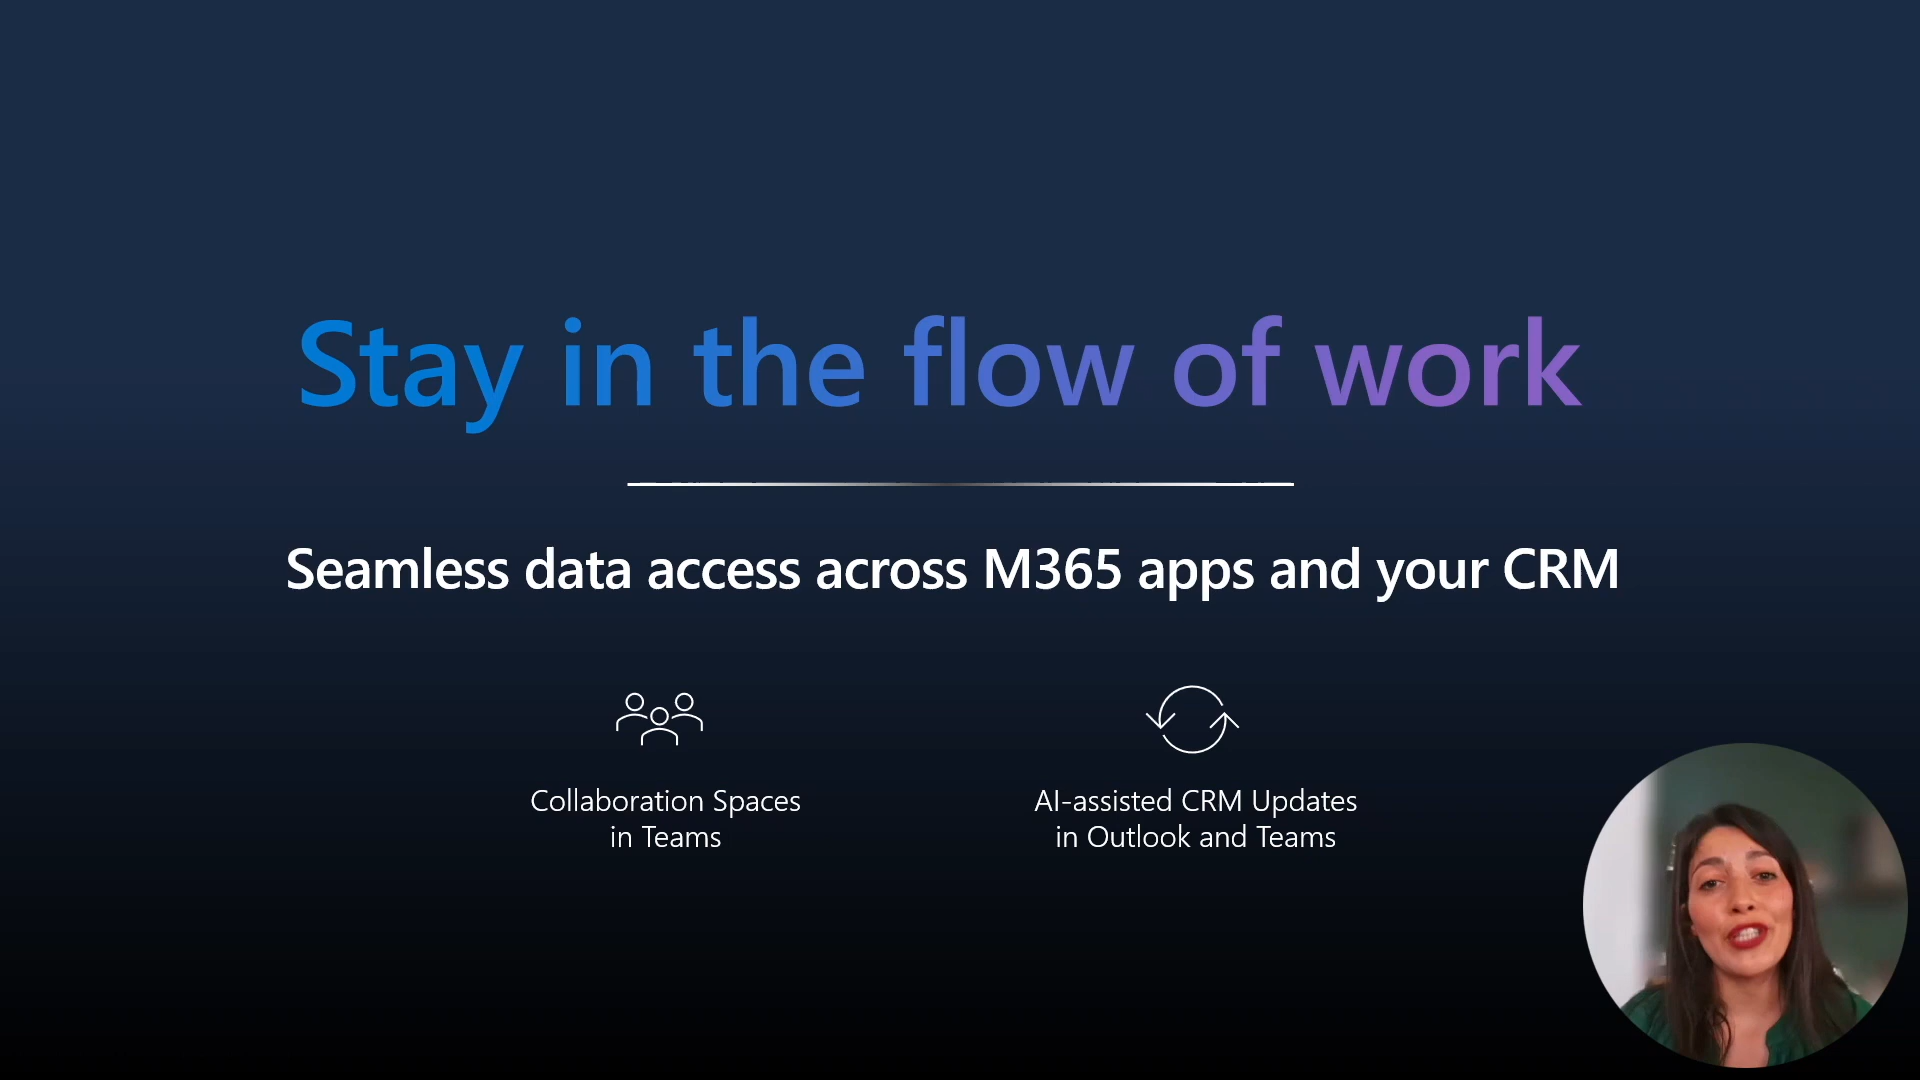 Stay in the flow of work
Seamless data access across M365 apps and your CRM
Collaboration Spaces
in Teams
AI-assisted CRM Updates
in Outlook and Teams